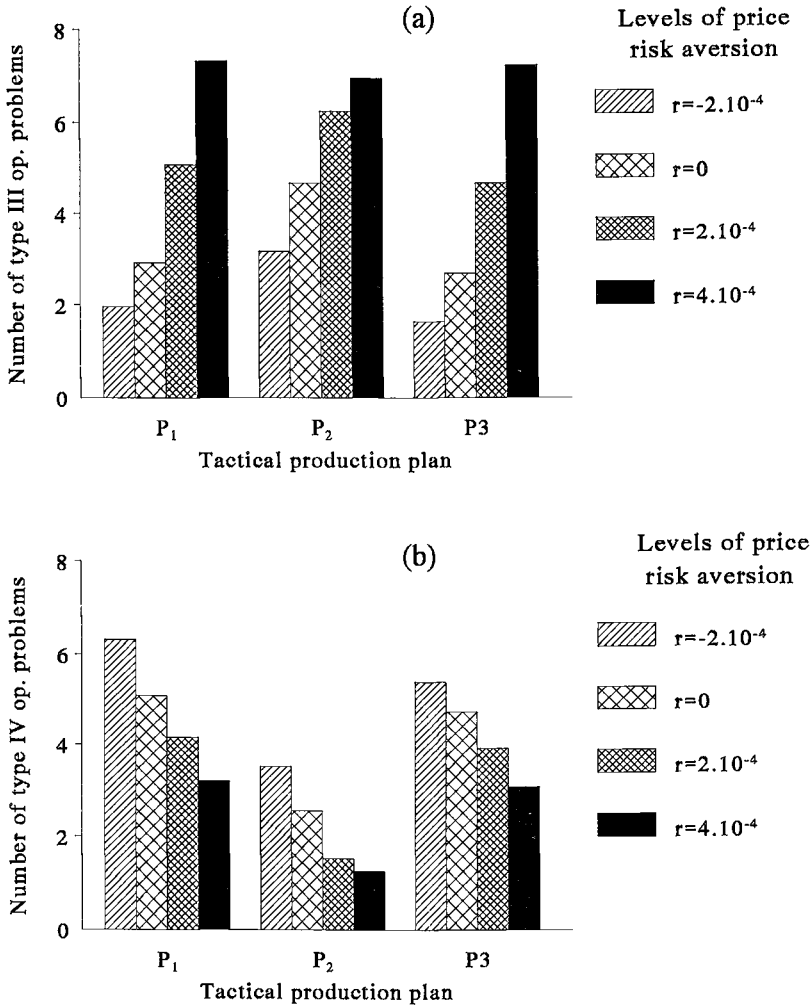 (a)
Levels of price
risk aversion
r=-2.10-4
r=0
r=2.10-4
r=4.10-4
Number of type III op. problems
8
6
4
2
0
P1
P2
P3
Tactical production plan
(b)
Levels of price
risk aversion
r=-2.10-4
r=0
r=2.10-4
r=4.10-4
Number of type IV op. problems
8
6
4
2
0
P1
P2
P3
Tactical production plan